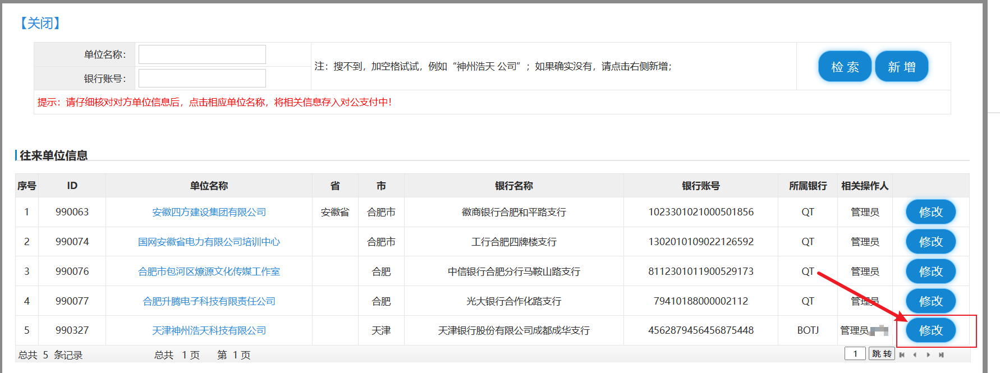 【关闭】
单位名称：
注：搜不到，加空格试试，例如“神州浩天 公司”；如果确实没有，请点击右侧新增；
检 索 新 增
银行账号：
提示：请仔细核对对方单位信息后，点击相应单位名称，将相关信息存入对公支付中！
往来单位信息
序号 ID 单位名称 省 市 银行名称 银行账号 所属银行 相关操作人
1 990063 安徽四方建设集团有限公司 安徽省 合肥市 徽商银行合肥和平路支行 1023301021000501856 QT 管理员 修改
2 990074 国网安徽省电力有限公司培训中心 合肥市 工行合肥四牌楼支行 1302010109022126592 QT 管理员 修改
3 990076 合肥市包河区燎源文化传媒工作室 合肥 中信银行合肥分行马鞍山路支行 8112301011900529173 QT 管理员 修改
4 990077 合肥升腾电子科技有限责任公司 合肥 光大银行合作化路支行 79410188000002112 QT 管理员 修改
5 990327 天津神州浩天科技有限公司 天津 天津银行股份有限公司成都成华支行 4562879456456875448 BOTJ 管理员 修改
总共 5 条记录 总共 1 页 第 1 页 1 跳 转